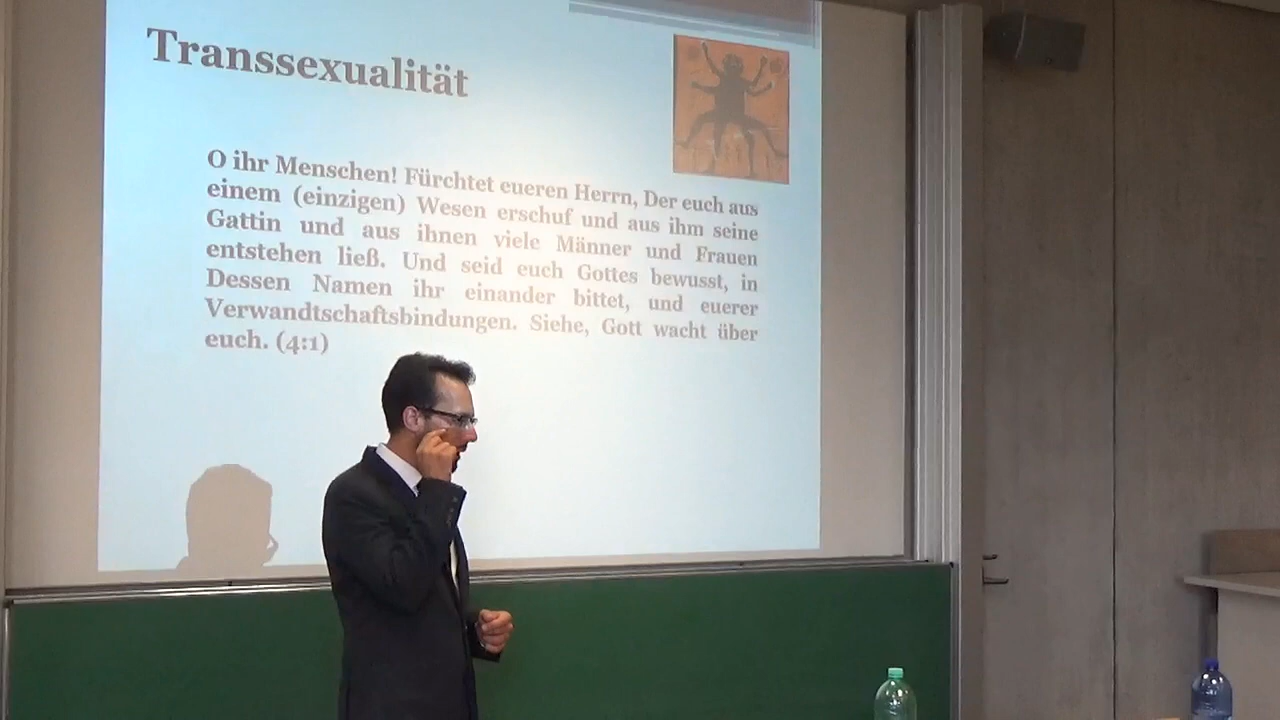 Transsexualität
O ihr Menschen! Fürchtet eueren Herrn, Der euch aus
einem (einzigen) Wesen erschuf und aus ihm seine
Gattin und aus ihnen viele Männer und Frauen
entstehen ließ. Und seid euch Gottes bewusst, in
Dessen Namen ihr einander bittet, und euerer
Verwandtschaftsbindungen. Siehe, Gott wacht über
euch. (4:1)